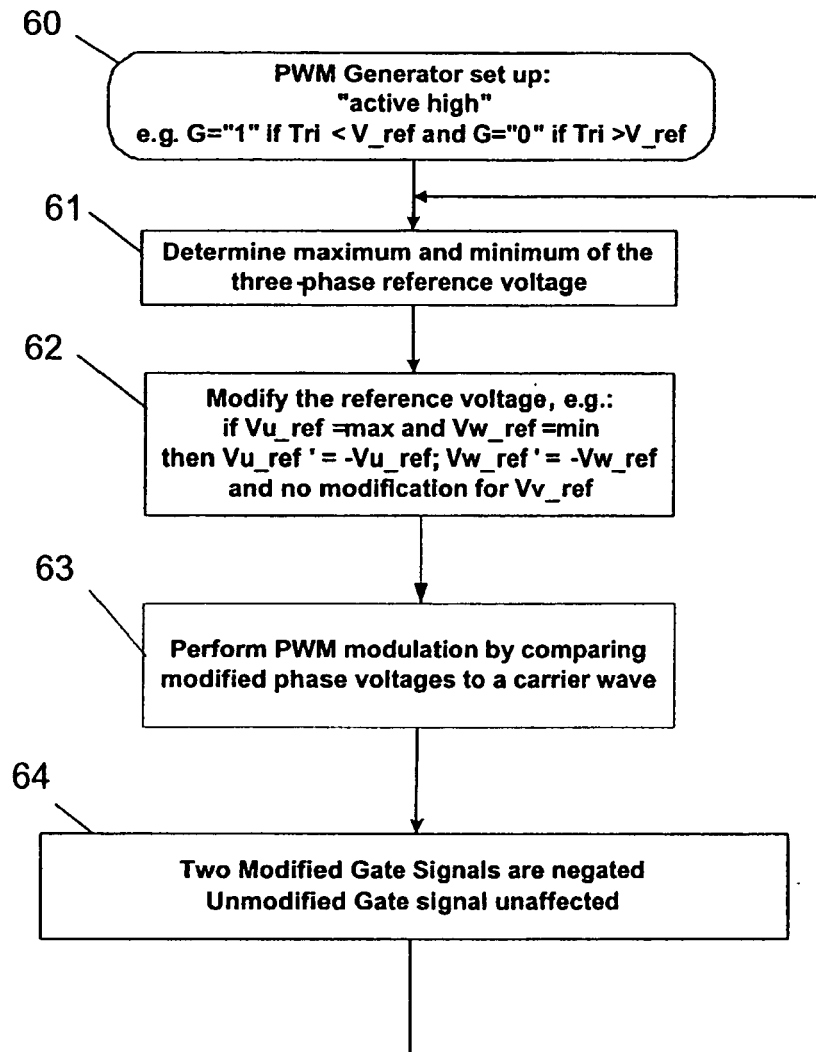 60
PWM Generator set up:
"active high"
e.g. G="1" if Tri < V_ref and G="0" if Tri >V_ref
61
Determine maximum and minimum of the
three-phase reference voltage
62
Modify the reference voltage, e.g.:
if Vu_ref =max and Vw_ref =min
then Vu_ref ' = -Vu_ref; Vw_ref ' = -Vw_ref
and no modification for Vv_ref
63
Perform PWM modulation by comparing
modified phase voltages to a carrier wave
64
Two Modified Gate Signals are negated
Unmodified Gate signal unaffected